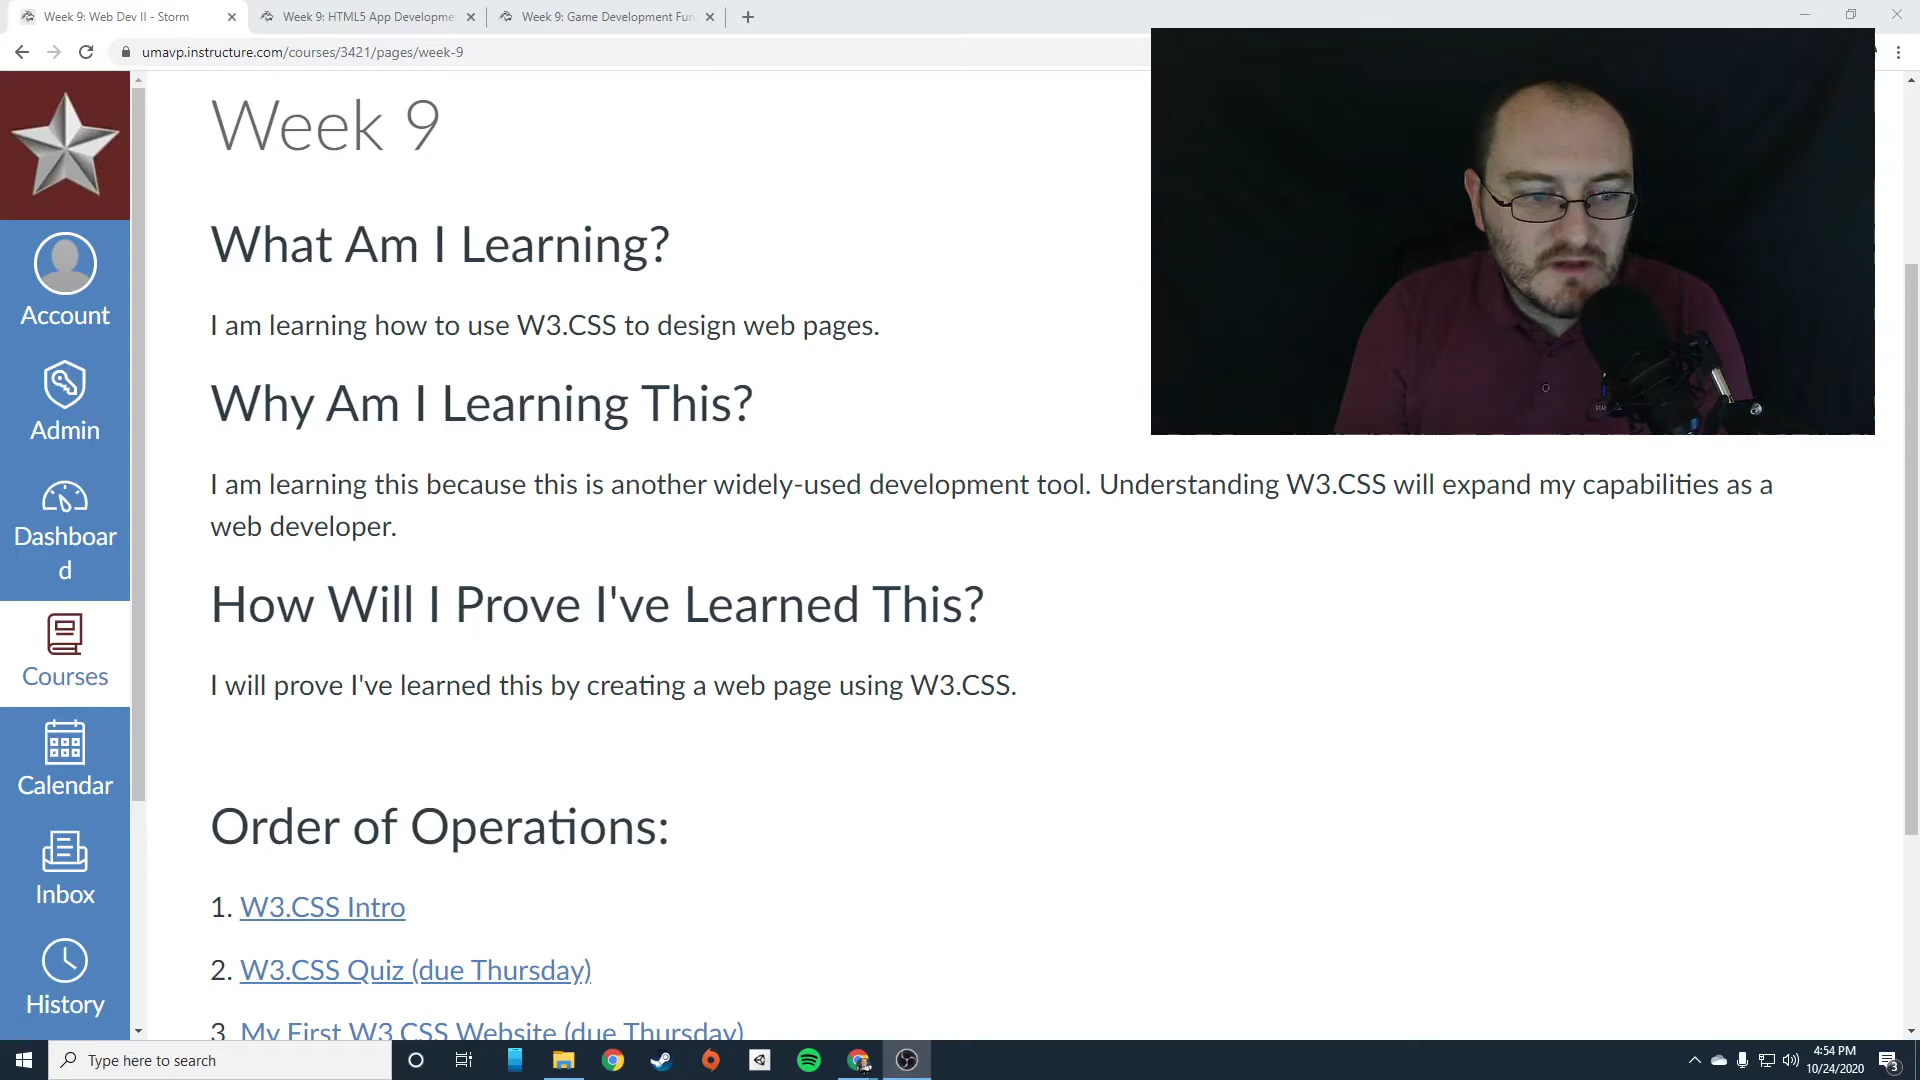 Week 9: Web Dev II - Storm
Week 9: HTML5 App Developme
Week 9: Game Development Fun
umavp.instructure.com/courses/3421/pages/week-9
Account
Admin
Dashboar
d
Courses
Calendar
Inbox
History
Week 9
What Am I Learning?
I am learning how to use W3.CSS to design web pages.
Why Am I Learning This?
I am learning this because this is another widely-used development tool. Understanding W3.CSS will expand my capabilities as a
web developer.
How Will I Prove I've Learned This?
I will prove I've learned this by creating a web page using W3.CSS.
Order of Operations:
1. W3.CSS Intro
2. W3.CSS Quiz (due Thursday)
3. My First W3.CSS Website (due Thursday)
Type here to search
4:54 PM
10/24/2020
3